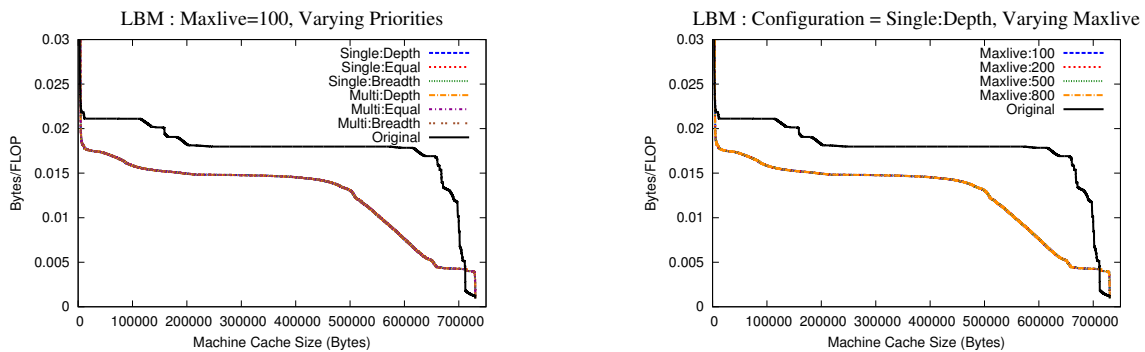 LBM : Maxlive=100, Varying Priorities
0.03
0.025
0.02
0.015
0.01
0.005
0
Bytes/FLOP
Single:Depth
Single:Equal
Single:Breadth
Multi:Depth
Multi:Equal
Multi:Breadth
Original
0 100000 200000 300000 400000 500000 600000 700000
Machine Cache Size (Bytes)
LBM : Configuration = Single:Depth, Varying Maxlive
0.03
0.025
0.02
0.015
0.01
0.005
0
Bytes/FLOP
Maxlive:100
Maxlive:200
Maxlive:500
Maxlive:800
Original
0 100000 200000 300000 400000 500000 600000 700000
Machine Cache Size (Bytes)